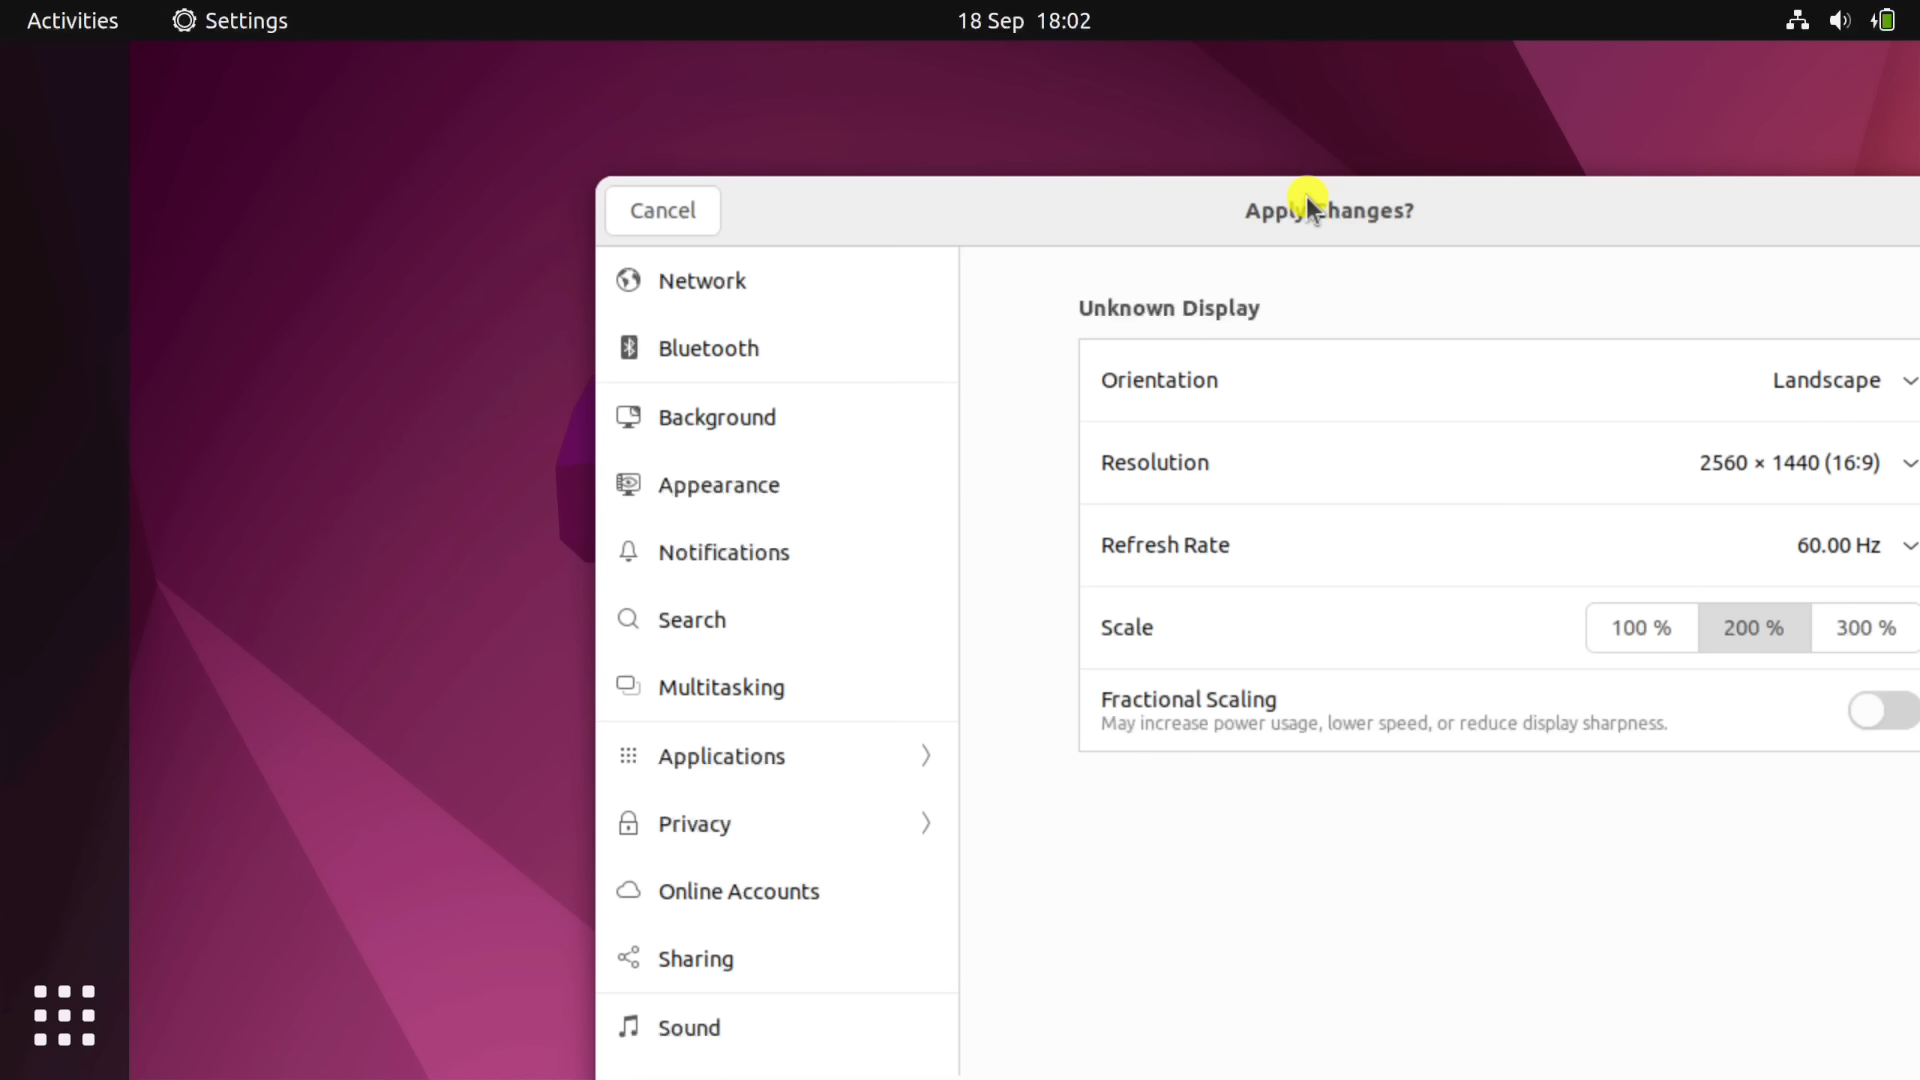 Activities Settings 18 Sep 18:02
Cancel Apply Changes?
Network
Bluetooth
Background
Appearance
Notifications
Search
Multitasking
Applications
Privacy
Online Accounts
Sharing
Sound
Unknown Display
Orientation Landscape
Resolution 2560 × 1440 (16:9)
Refresh Rate 60.00 Hz
Scale 100 % 200 % 300 %
Fractional Scaling
May increase power usage, lower speed, or reduce display sharpness.